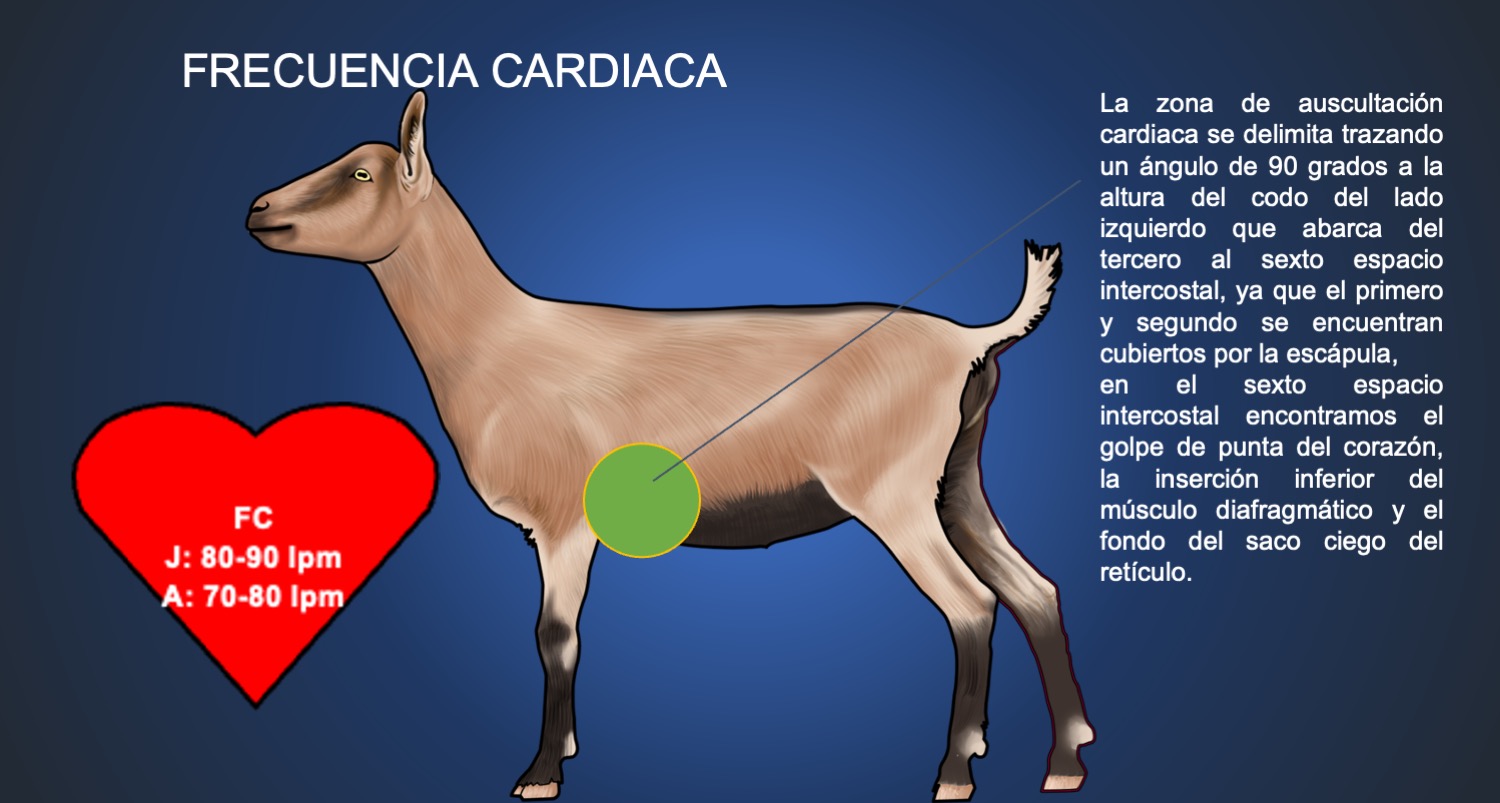 FRECUENCIA CARDIACA
La zona de auscultación
cardiaca se delimita trazando
un ángulo de 90 grados a la
altura del codo del lado
izquierdo que abarca del
tercero al sexto espacio
intercostal, ya que el primero
y segundo se encuentran
cubiertos por la escápula,
en el sexto espacio
intercostal encontramos el
golpe de punta del corazón,
la inserción inferior del
músculo diafragmático y el
fondo del saco ciego del
retículo.
FC
J: 80-90 lpm
A: 70-80 lpm